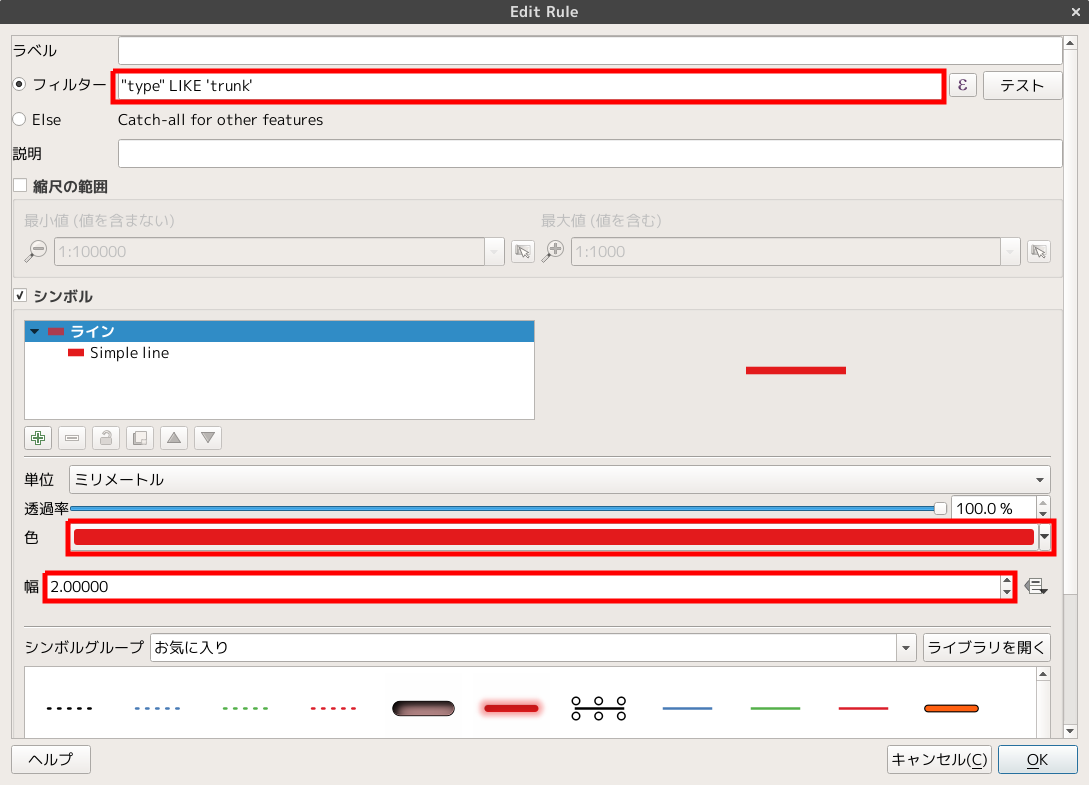 Edit Rule
ラベル
フィルター "type" LIKE 'trunk' ε テスト
Else Catch-all for other features
説明
縮尺の範囲
最小値 (値を含まない) 最大値 (値を含む)
1:100000 1:1000
シンボル
ライン
Simple line
単位 ミリメートル
透過率 100.0 %
色
幅 2.00000
シンボルグループ お気に入り ライブラリを開く
ヘルプ キャンセル(C) OK